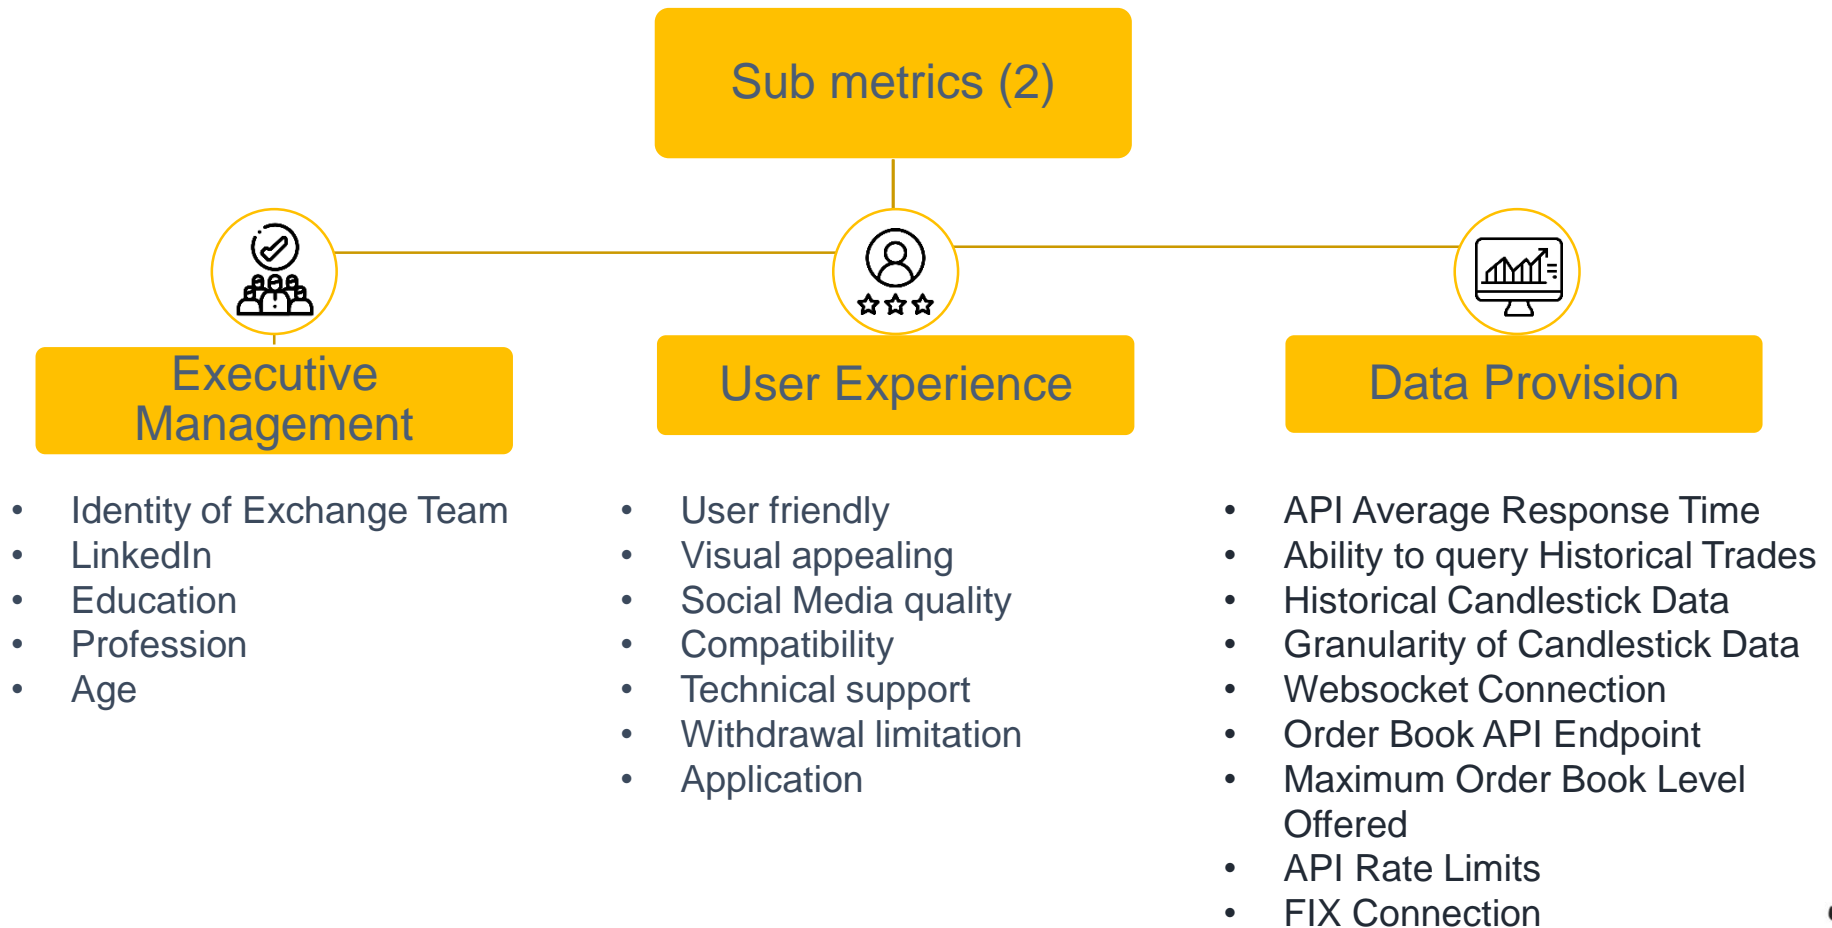 Sub metrics (2)
Executive
Management
User Experience
Data Provision
• Identity of Exchange Team
• LinkedIn
• Education
• Profession
• Age
• User friendly
• Visual appealing
• Social Media quality
• Compatibility
• Technical support
• Withdrawal limitation
• Application
• API Average Response Time
• Ability to query Historical Trades
• Historical Candlestick Data
• Granularity of Candlestick Data
• Websocket Connection
• Order Book API Endpoint
• Maximum Order Book Level
Offered
• API Rate Limits
• FIX Connection